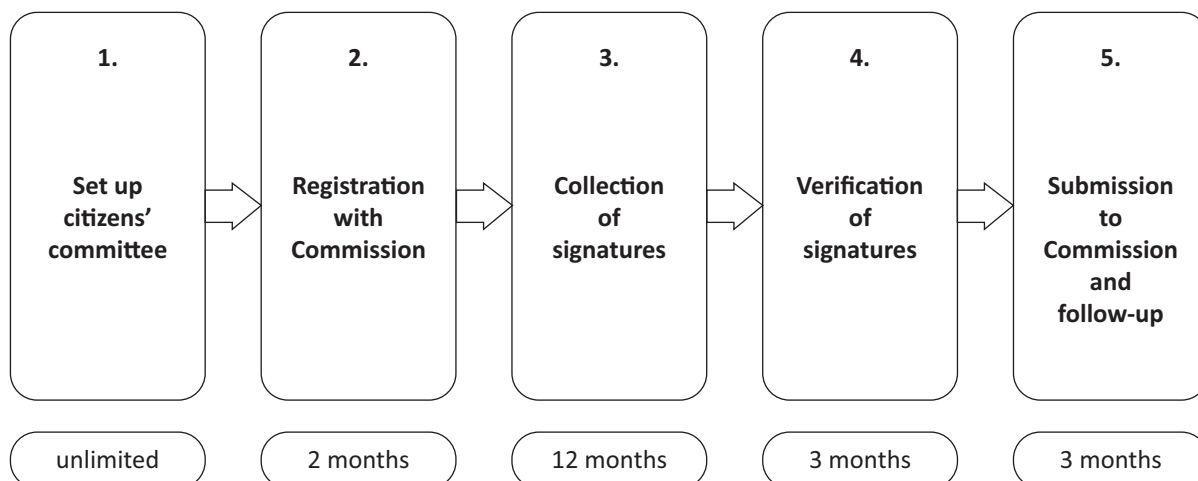 1.
Set up
citizens’
committee
2.
Registration
with
Commission
3.
Collection
of
signatures
4.
Verification
of
signatures
5.
Submission
to
Commission
and
follow-up
unlimited
2 months
12 months
3 months
3 months